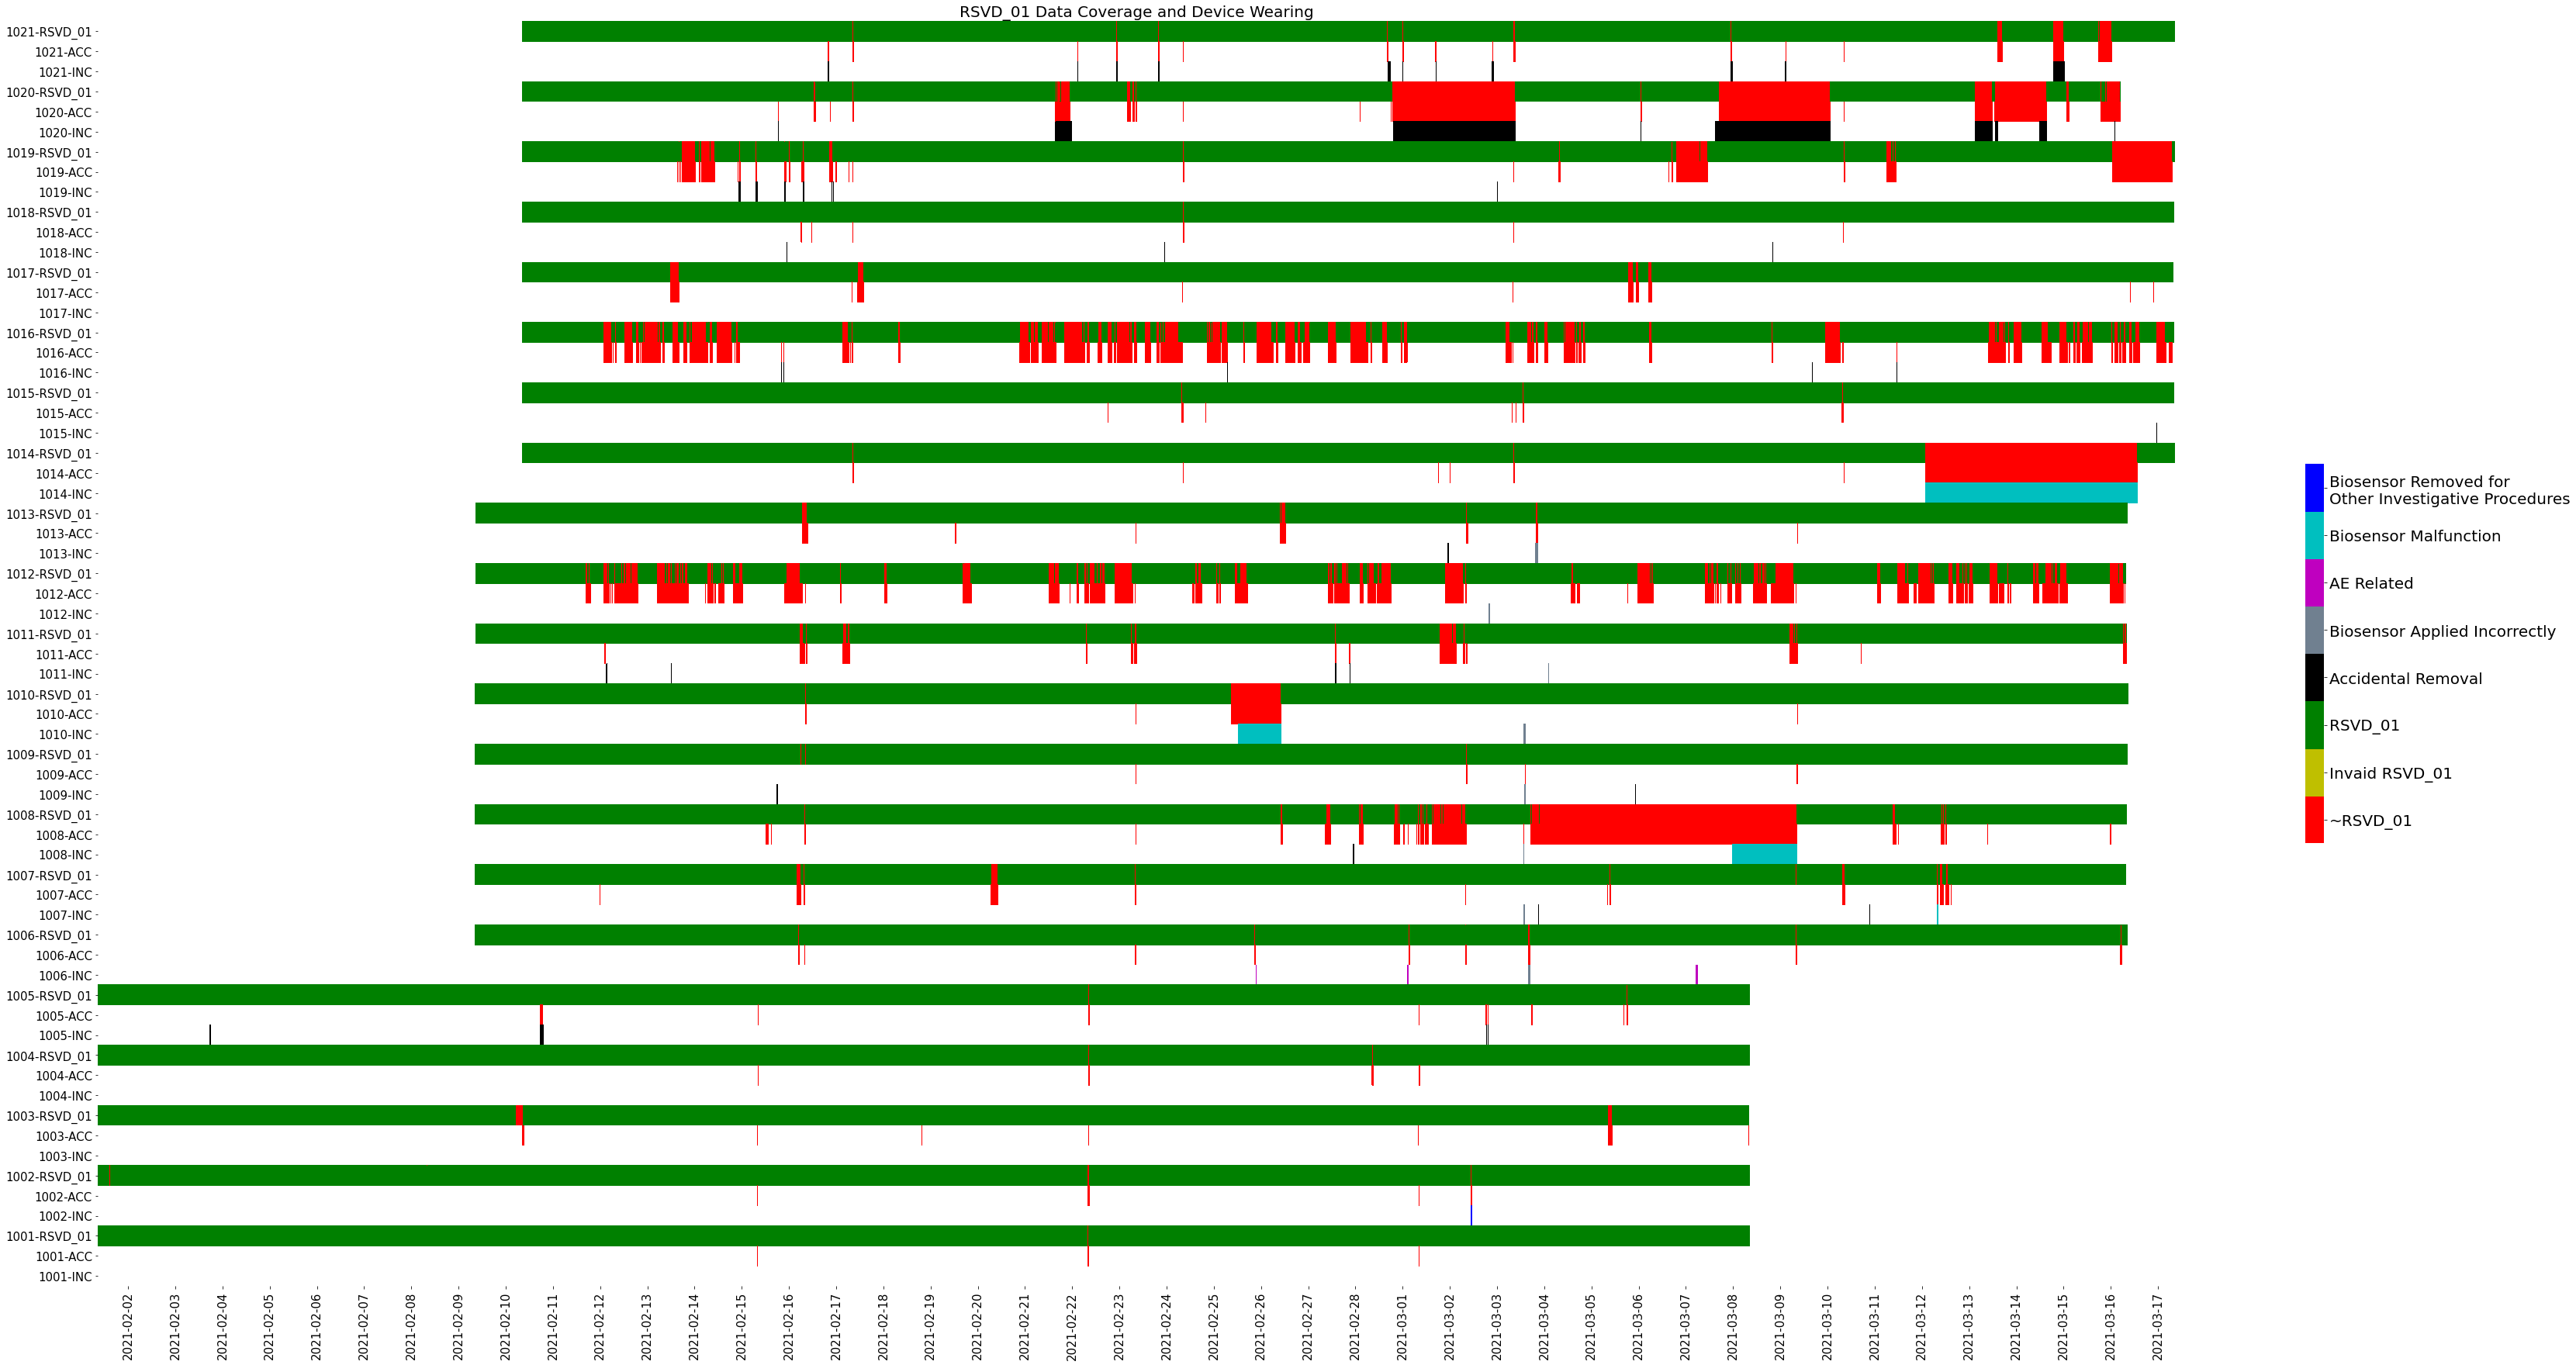 RSVD_01 Data Coverage and Device Wearing
1021-RSVD_01
1021-ACC
1021-INC
1020-RSVD_01
1020-ACC
1020-INC
1019-RSVD_01
1019-ACC
1019-INC
1018-RSVD_01
1018-ACC
1018-INC
1017-RSVD_01
1017-ACC
1017-INC
1016-RSVD_01
1016-ACC
1016-INC
1015-RSVD_01
1015-ACC
1015-INC
1014-RSVD_01
1014-ACC
1014-INC
1013-RSVD_01
1013-ACC
1013-INC
1012-RSVD_01
1012-ACC
1012-INC
1011-RSVD_01
1011-ACC
1011-INC
1010-RSVD_01
1010-ACC
1010-INC
1009-RSVD_01
1009-ACC
1009-INC
1008-RSVD_01
1008-ACC
1008-INC
1007-RSVD_01
1007-ACC
1007-INC
1006-RSVD_01
1006-ACC
1006-INC
1005-RSVD_01
1005-ACC
1005-INC
1004-RSVD_01
1004-ACC
1004-INC
1003-RSVD_01
1003-ACC
1003-INC
1002-RSVD_01
1002-ACC
1002-INC
1001-RSVD_01
1001-ACC
1001-INC
2021-02-02
2021-02-03
2021-02-04
2021-02-05
2021-02-06
2021-02-07
2021-02-08
2021-02-09
2021-02-10
2021-02-11
2021-02-12
2021-02-13
2021-02-14
2021-02-15
2021-02-16
2021-02-17
2021-02-18
2021-02-19
2021-02-20
2021-02-21
2021-02-22
2021-02-23
2021-02-24
2021-02-25
2021-02-26
2021-02-27
2021-02-28
2021-03-01
2021-03-02
2021-03-03
2021-03-04
2021-03-05
2021-03-06
2021-03-07
2021-03-08
2021-03-09
2021-03-10
2021-03-11
2021-03-12
2021-03-13
2021-03-14
2021-03-15
2021-03-16
2021-03-17
Biosensor Removed for
Other Investigative Procedures
Biosensor Malfunction
AE Related
Biosensor Applied Incorrectly
Accidental Removal
RSVD_01
Invaid RSVD_01
~RSVD_01